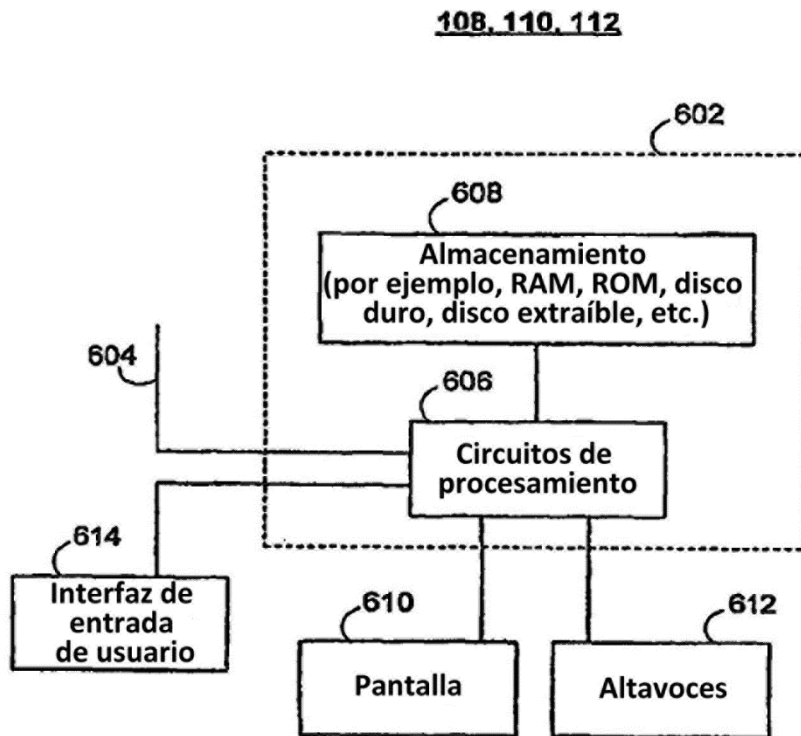 108, 110, 112
602
608
Almacenamiento
(por ejemplo, RAM, ROM, disco
duro, disco extraíble, etc.)
604
606
Circuitos de
procesamiento
614
Interfaz de
entrada
de usuario
610
Pantalla
612
Altavoces